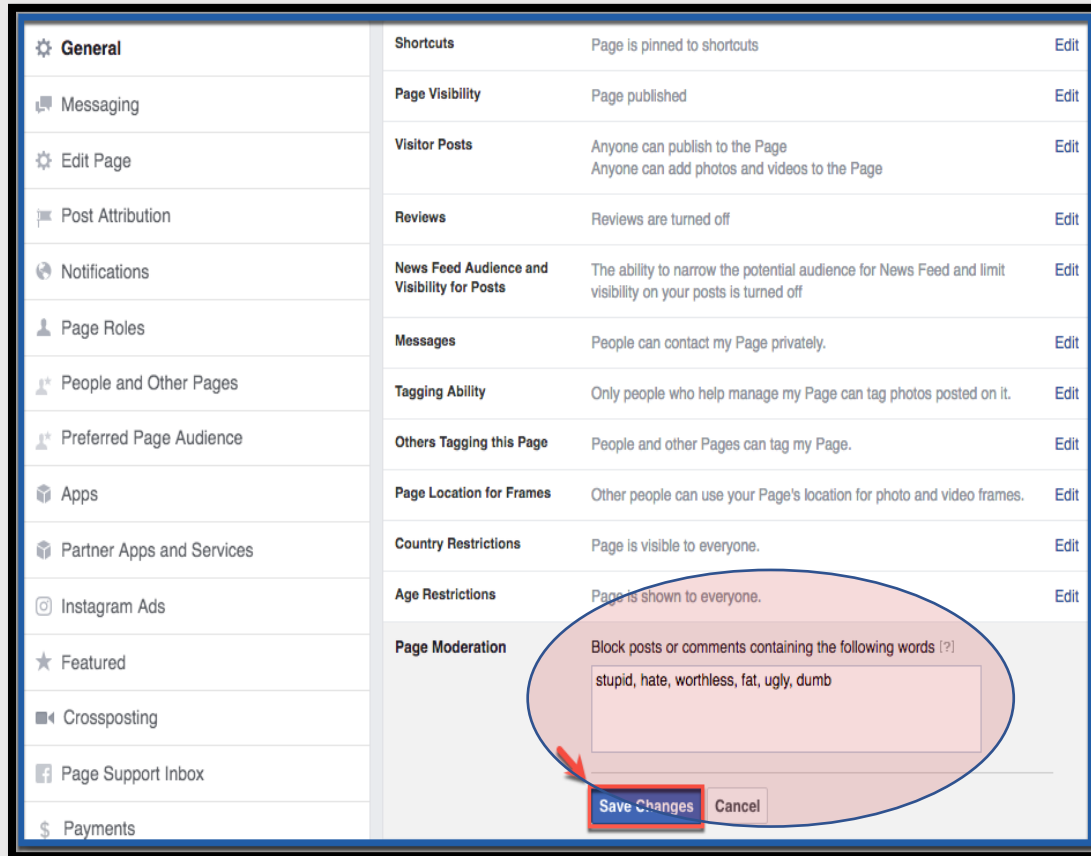 General
Messaging
Edit Page
Post Attribution
Notifications
Page Roles
People and Other Pages
Preferred Page Audience
Apps
Partner Apps and Services
Instagram Ads
Featured
Crossposting
Page Support Inbox
$ Payments
Shortcuts Page is pinned to shortcuts Edit
Page Visibility Page published Edit
Visitor Posts Anyone can publish to the Page Edit
Anyone can add photos and videos to the Page
Reviews Reviews are turned off Edit
News Feed Audience and The ability to narrow the potential audience for News Feed and limit Edit
Visibility for Posts visibility on your posts is turned off
Messages People can contact my Page privately. Edit
Tagging Ability Only people who help manage my Page can tag photos posted on it. Edit
Others Tagging this Page People and other Pages can tag my Page. Edit
Page Location for Frames Other people can use your Page's location for photo and video frames. Edit
Country Restrictions Page is visible to everyone. Edit
Age Restrictions Page is shown to everyone. Edit
Page Moderation Block posts or comments containing the following words [?]
stupid, hate, worthless, fat, ugly, dumb
Save Changes Cancel